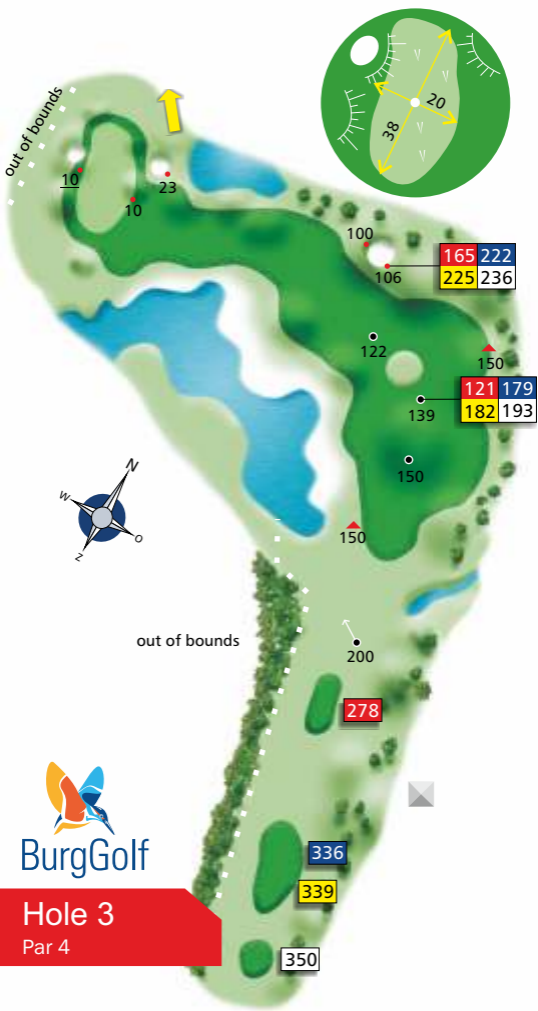 20
38
out of bounds
10
23
10
100
106
165 222
225 236
122
150
121 179
182 193
139
150
N
W
O
Z
150
out of bounds
200
278
BurgGolf
336
339
Hole 3
Par 4
350